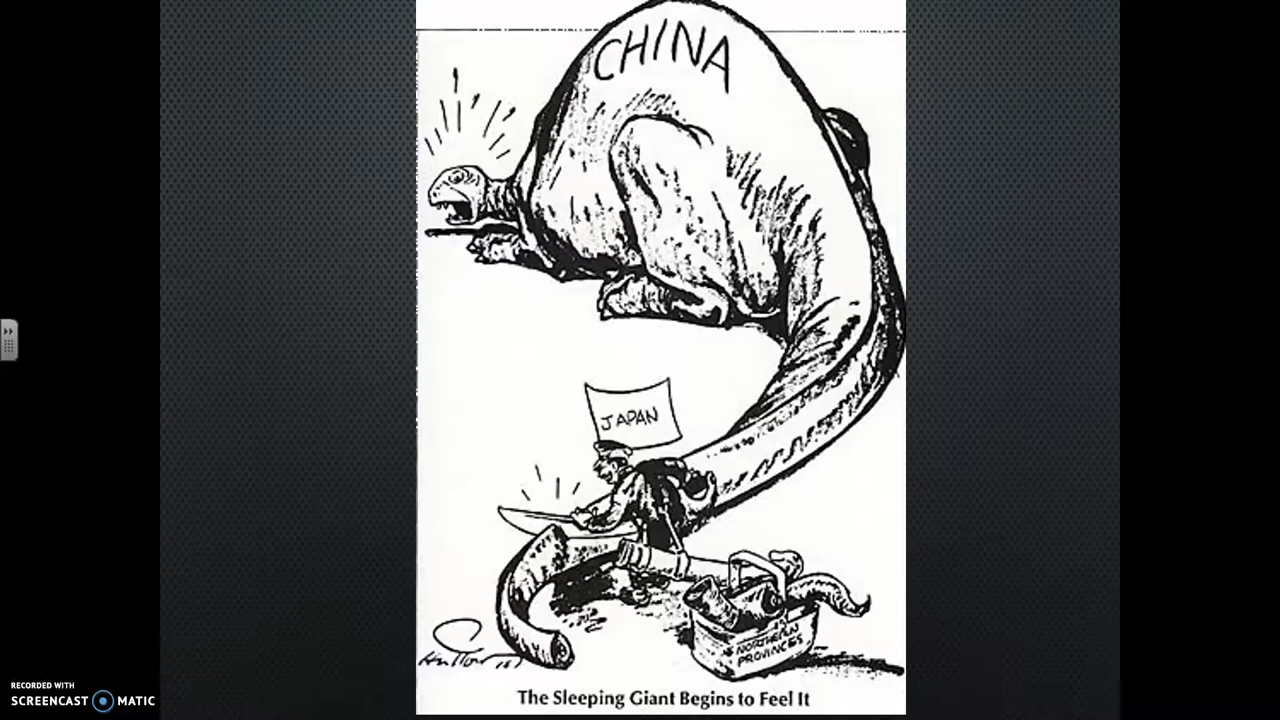 CHINA
JAPAN
NORTHERN
PROVINCES
The Sleeping Giant Begins to Feel It
RECORDED WITH
SCREENCAST MATIC